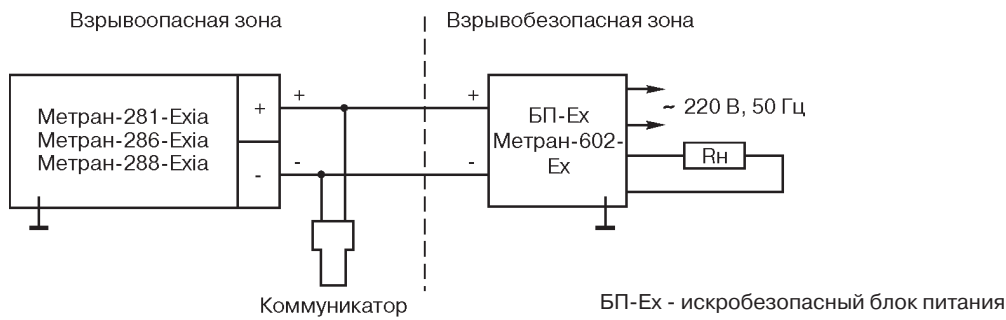 Взрывоопасная зона
Взрывобезопасная зона
Метран-281-Exia
Метран-286-Exia
Метран-288-Exia
+
-
+
-
+
-
БП-Ex
Метран-602-
Ex
~ 220 В, 50 Гц
Rн
Коммуникатор
БП-Ex - искробезопасный блок питания